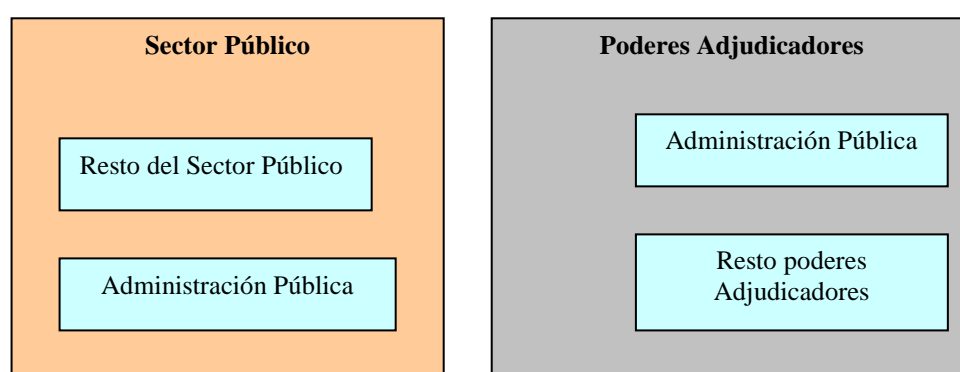 Sector Público
Resto del Sector Público
Administración Pública
Poderes Adjudicadores
Administración Pública
Resto poderes
Adjudicadores